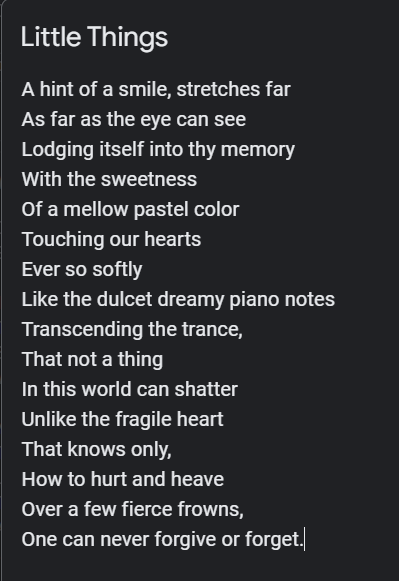 Little Things
A hint of a smile, stretches far
As far as the eye can see
Lodging itself into thy memory
With the sweetness
Of a mellow pastel color
Touching our hearts
Ever so softly
Like the dulcet dreamy piano notes
Transcending the trance,
That not a thing
In this world can shatter
Unlike the fragile heart
That knows only,
How to hurt and heave
Over a few fierce frowns,
One can never forgive or forget.